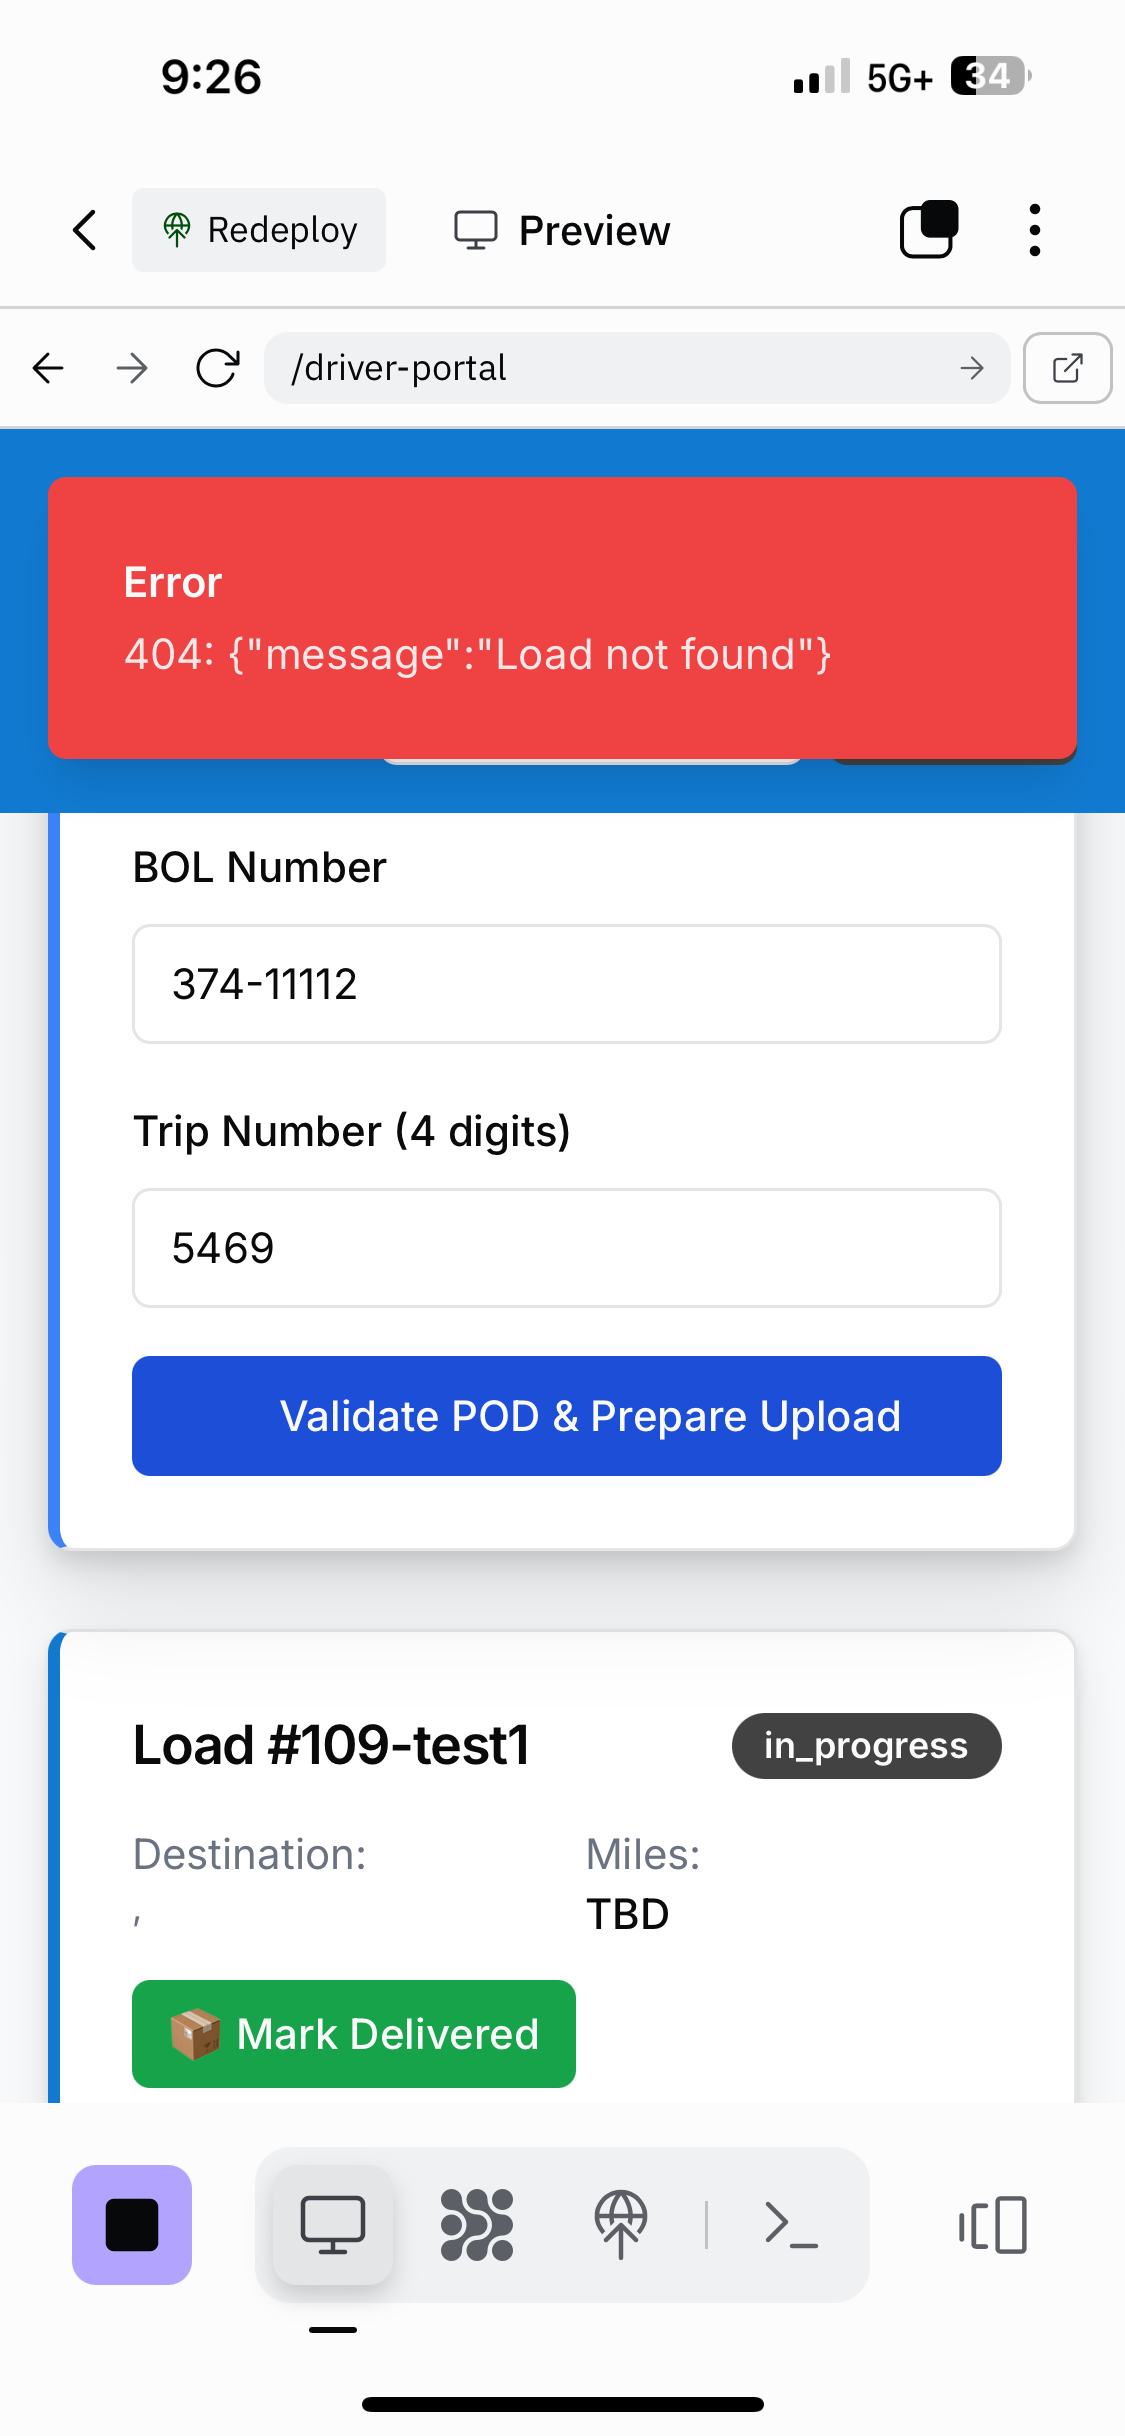 9:26
5G+
34
Redeploy
Preview
/driver-portal
Error
404: {"message":"Load not found"}
BOL Number
374-11112
Trip Number (4 digits)
5469
Validate POD & Prepare Upload
Load #109-test1
in_progress
Destination:
Miles:
,
TBD
📦 Mark Delivered